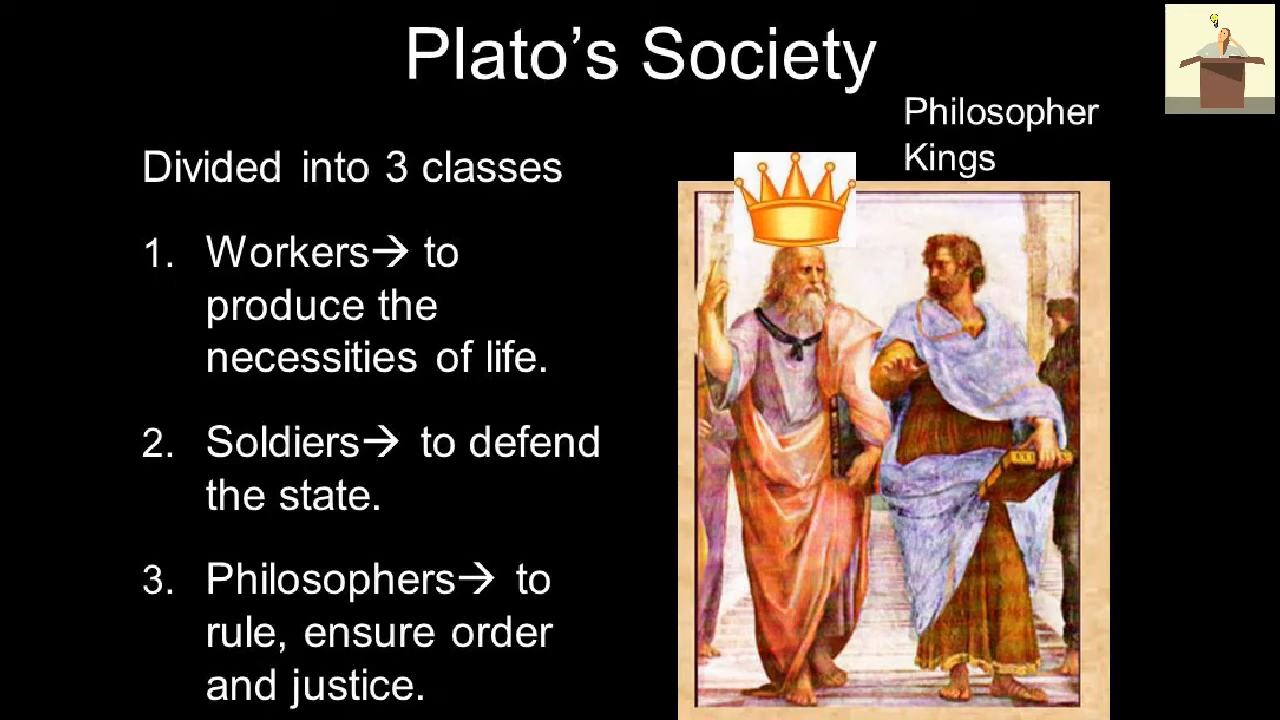 Plato’s Society
Philosopher
Kings
Divided into 3 classes
1. Workers→ to
produce the
necessities of life.
2. Soldiers→ to defend
the state.
3. Philosophers→ to
rule, ensure order
and justice.